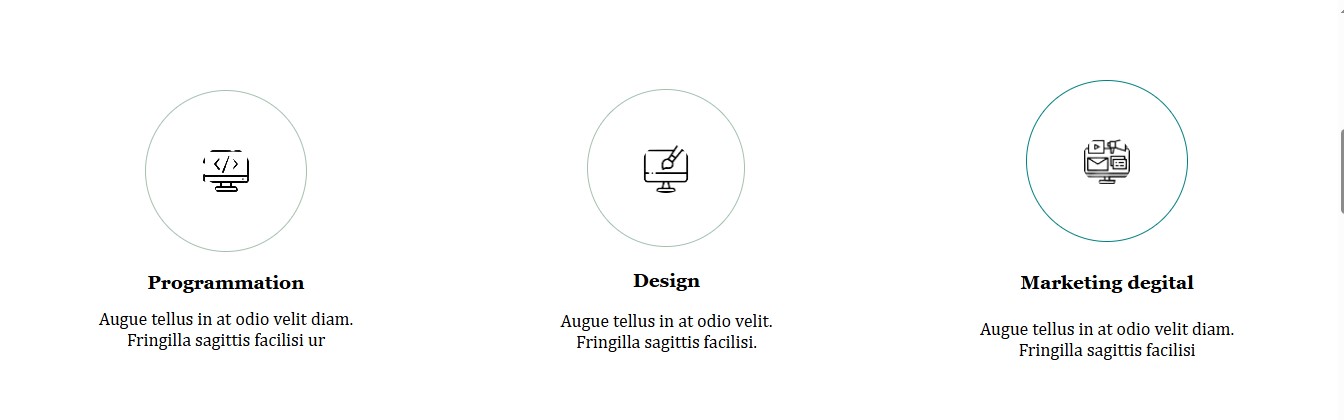 Programmation
Augue tellus in at odio velit diam.
Fringilla sagittis facilisi ur
Design
Augue tellus in at odio velit.
Fringilla sagittis facilisi.
Marketing degital
Augue tellus in at odio velit diam.
Fringilla sagittis facilisi